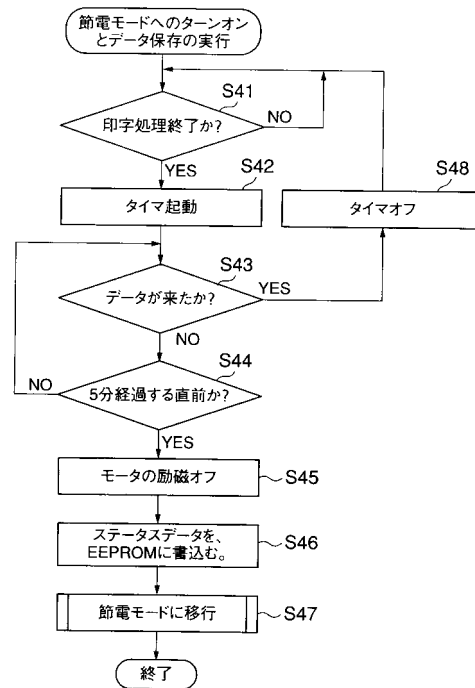 節電モードへのターンオン
とデータ保存の実行
S41
印字処理終了か?
NO
YES
S42
タイマ起動
S48
タイマオフ
S43
データが来たか?
YES
NO
S44
5分経過する直前か?
NO
YES
モータの励磁オフ
S45
ステータスデータを、
EEPROMに書込む。
S46
節電モードに移行
S47
終了